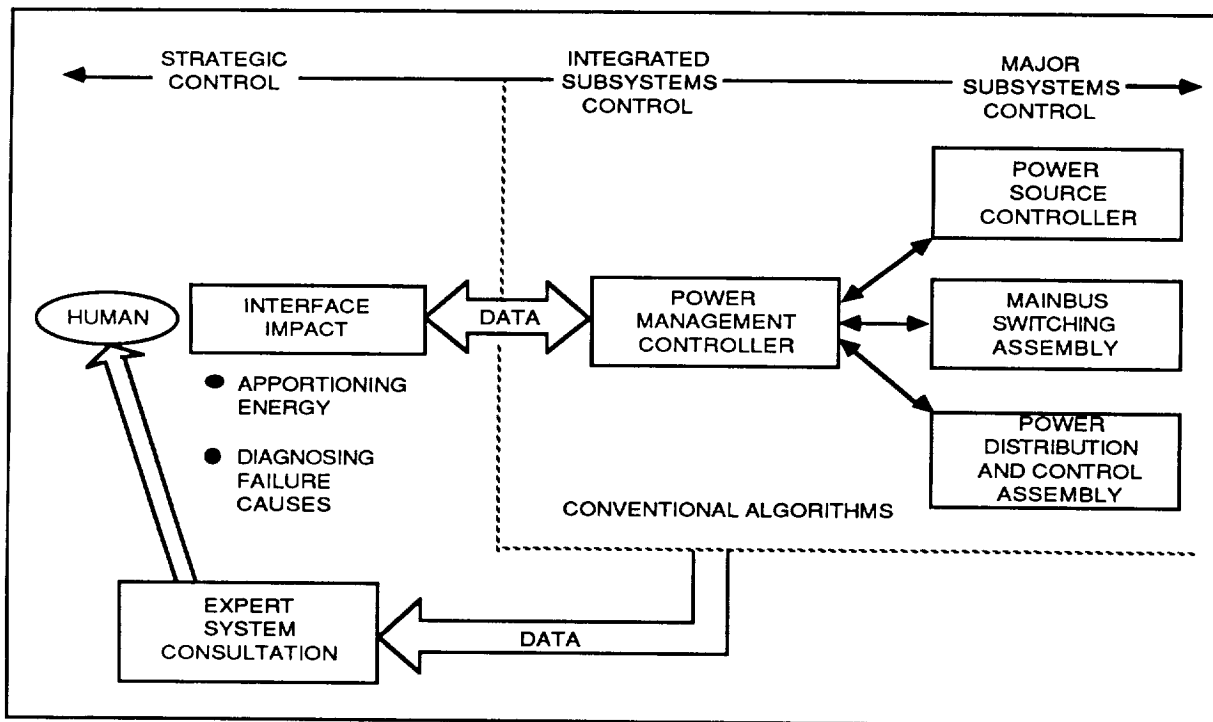 STRATEGIC
CONTROL
INTEGRATED
SUBSYSTEMS
CONTROL
MAJOR
SUBSYSTEMS
CONTROL
POWER
SOURCE
CONTROLLER
HUMAN
INTERFACE
IMPACT
DATA
POWER
MANAGEMENT
CONTROLLER
MAINBUS
SWITCHING
ASSEMBLY
APPORTIONING
ENERGY
DIAGNOSING
FAILURE
CAUSES
POWER
DISTRIBUTION
AND CONTROL
ASSEMBLY
CONVENTIONAL ALGORITHMS
EXPERT
SYSTEM
CONSULTATION
DATA